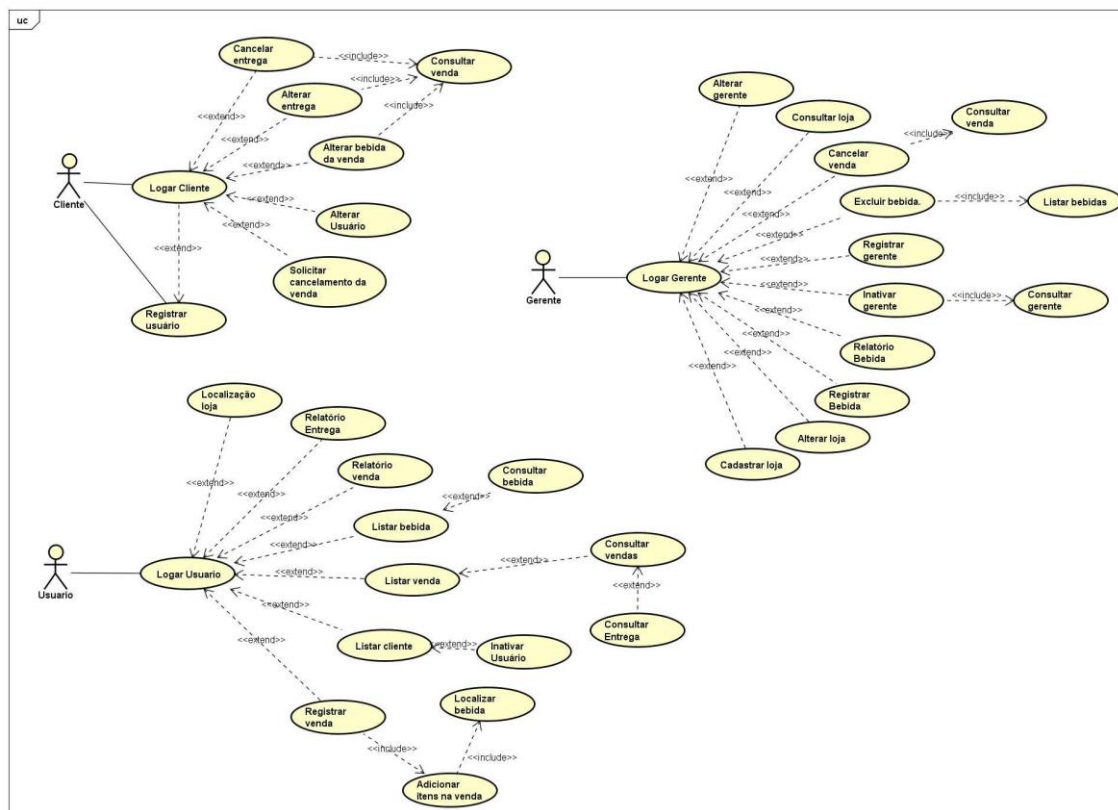 uc
Cancelar
entrega
<<include>>
Consultar
venda
<<include>>
Alterar
entrega
<<include>>
<<extend>>
<<extend>>
Alterar bebida
da venda
<<extend>>
Cliente
Logar Cliente
<<extend>>
Alterar
Usuário
<<extend>>
<<extend>>
Solicitar
cancelamento da
venda
Registrar
usuário
Alterar
gerente
Consultar loja
Consultar
venda
<<include>>
Cancelar
venda
<<extend>>
<<extend>>
<<extend>>
Excluir bebida.
<<include>>
Listar bebidas
<<extend>>
Registrar
gerente
<<extend>>
Gerente
Logar Gerente
<<extend>>
Inativar
gerente
<<include>>
Consultar
gerente
<<extend>>
Relatório
Bebida
<<extend>>
<<extend>>
<<extend>>
Registrar
Bebida
Alterar loja
Cadastrar loja
Localização
loja
Relatório
Entrega
Relatório
venda
Consultar
bebida
<<extend>>
<<extend>>
<<extend>>
<<extend>>
Listar bebida
<<extend>>
Usuario
Logar Usuario
<<extend>>
Listar venda
<<extend>>
Consultar
vendas
<<extend>>
Consultar
Entrega
<<extend>>
Listar cliente
<<extend>>
Inativar
Usuário
<<extend>>
Registrar
venda
Localizar
bebida
<<include>>
<<include>>
Adicionar
itens na venda